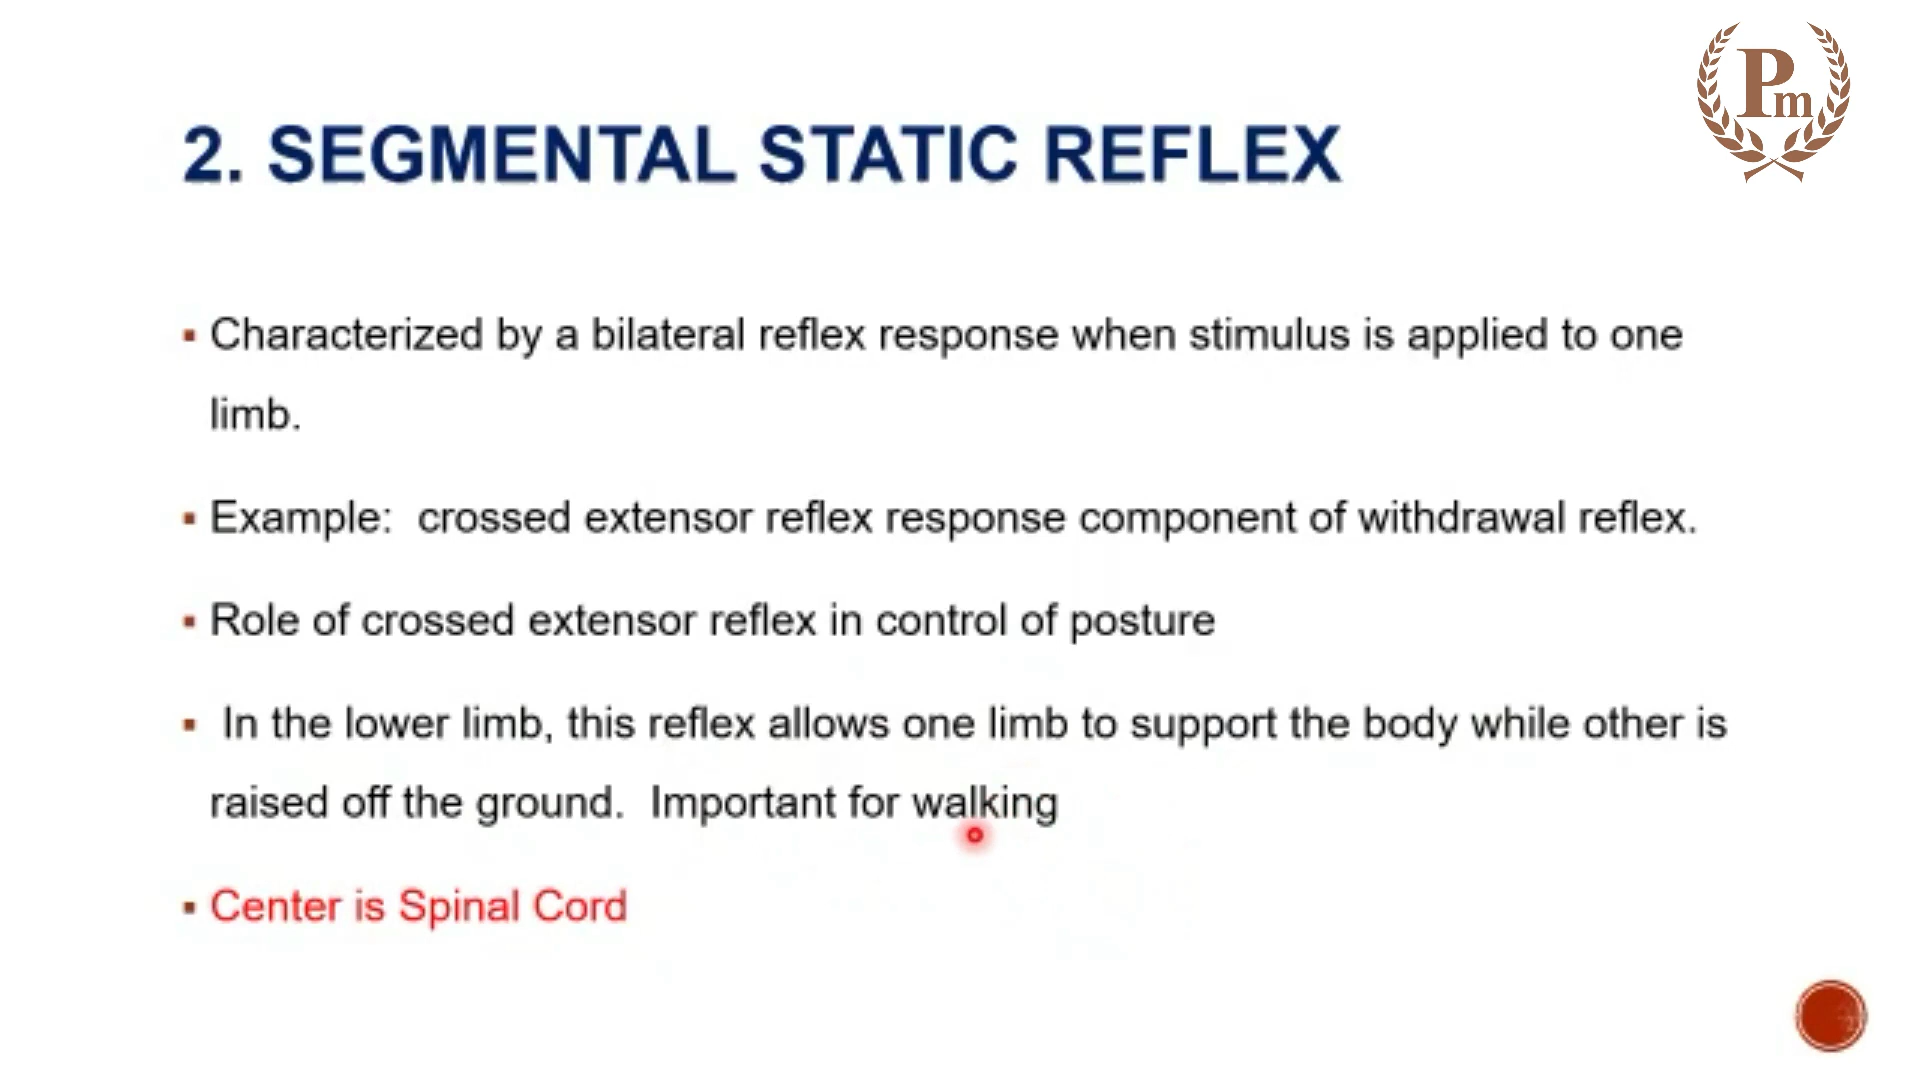 Pm
2. SEGMENTAL STATIC REFLEX
▪ Characterized by a bilateral reflex response when stimulus is applied to one
limb.
▪ Example:  crossed extensor reflex response component of withdrawal reflex.
▪ Role of crossed extensor reflex in control of posture
▪ In the lower limb, this reflex allows one limb to support the body while other is
raised off the ground.  Important for walking
▪ Center is Spinal Cord